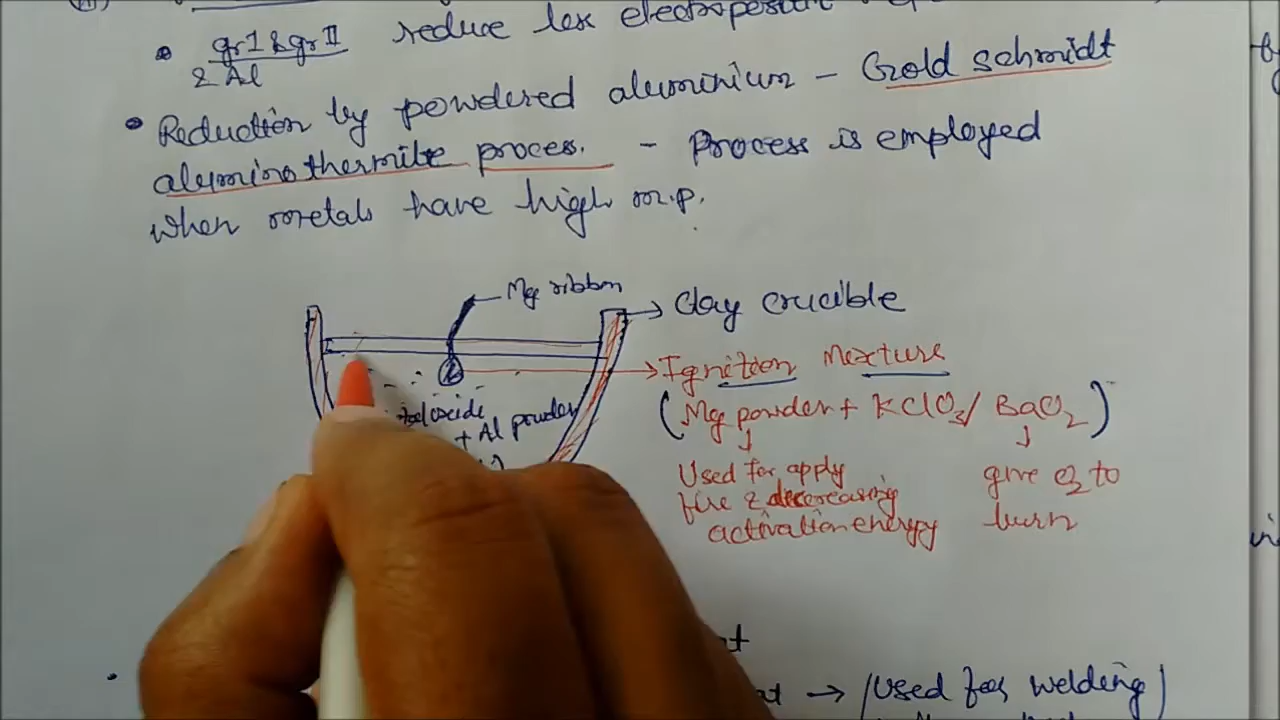 gr I & gr II reduce less
& Al
• Reduction by powdered aluminium – Gold schmidt
alumino thermite process. – Process is employed
when metals have high m.p.
Mg ribbon
Clay crucible
Ignition Mixture
(Mg powder + KClO3/ BaO2)
oxide
+ Al powder
Used for apply
fire & decreasing
activation energy
give O2 to
burn
→ (Used for welding